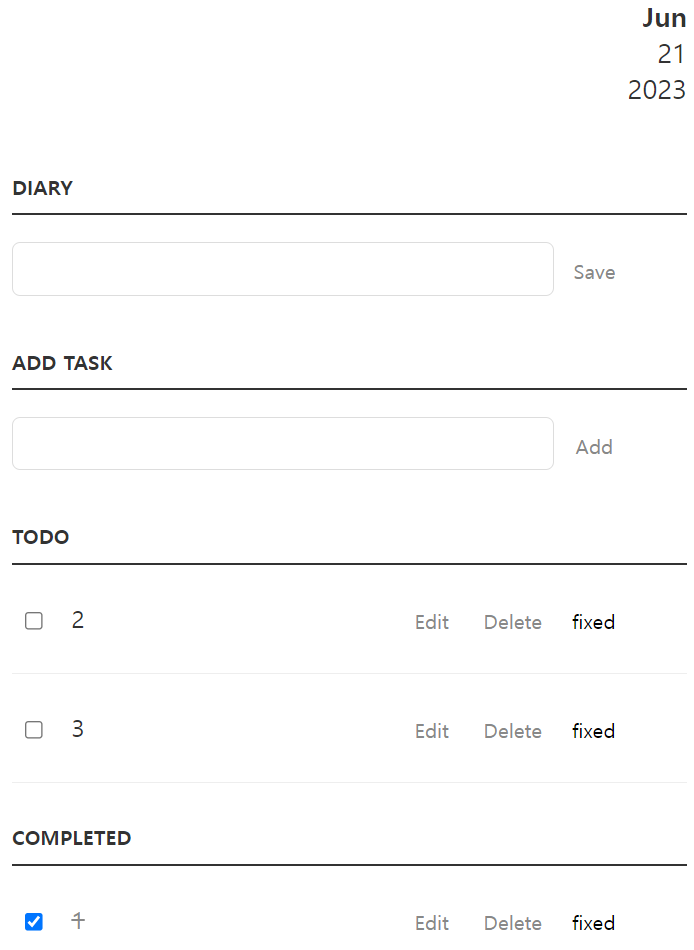 Jun
21
2023
DIARY
Save
ADD TASK
Add
TODO
2 Edit Delete fixed
3 Edit Delete fixed
COMPLETED
1 Edit Delete fixed